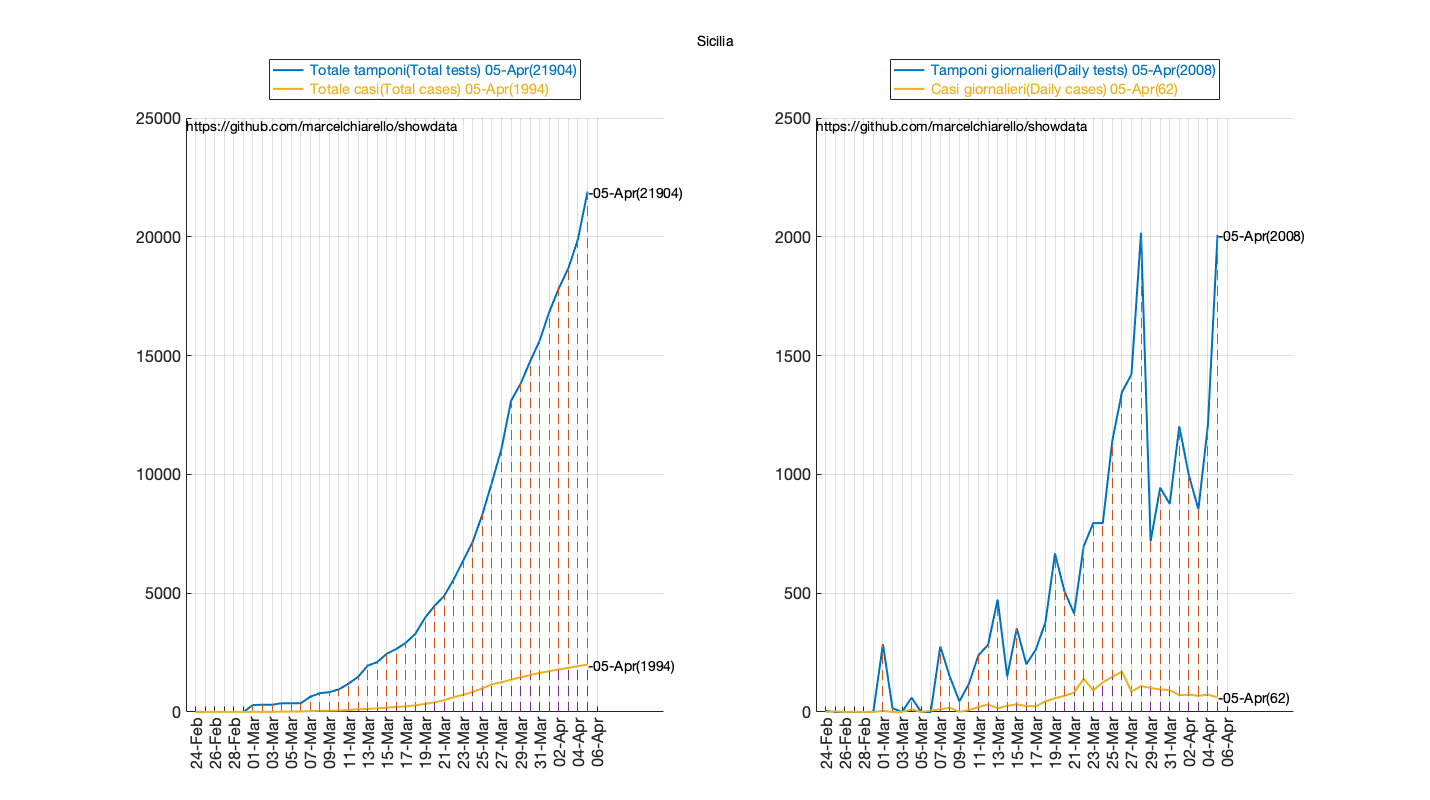 Sicilia
Totale tamponi(Total tests) 05-Apr(21904)
Totale casi(Total cases) 05-Apr(1994)
https://github.com/marcelchiarello/showdata
25000
20000
15000
10000
5000
0
-05-Apr(21904)
-05-Apr(1994)
24-Feb
26-Feb
28-Feb
01-Mar
03-Mar
05-Mar
07-Mar
09-Mar
11-Mar
13-Mar
15-Mar
17-Mar
19-Mar
21-Mar
23-Mar
25-Mar
27-Mar
29-Mar
31-Mar
02-Apr
04-Apr
06-Apr
Tamponi giornalieri(Daily tests) 05-Apr(2008)
Casi giornalieri(Daily cases) 05-Apr(62)
https://github.com/marcelchiarello/showdata
2500
2000
1500
1000
500
0
-05-Apr(2008)
-05-Apr(62)
24-Feb
26-Feb
28-Feb
01-Mar
03-Mar
05-Mar
07-Mar
09-Mar
11-Mar
13-Mar
15-Mar
17-Mar
19-Mar
21-Mar
23-Mar
25-Mar
27-Mar
29-Mar
31-Mar
02-Apr
04-Apr
06-Apr